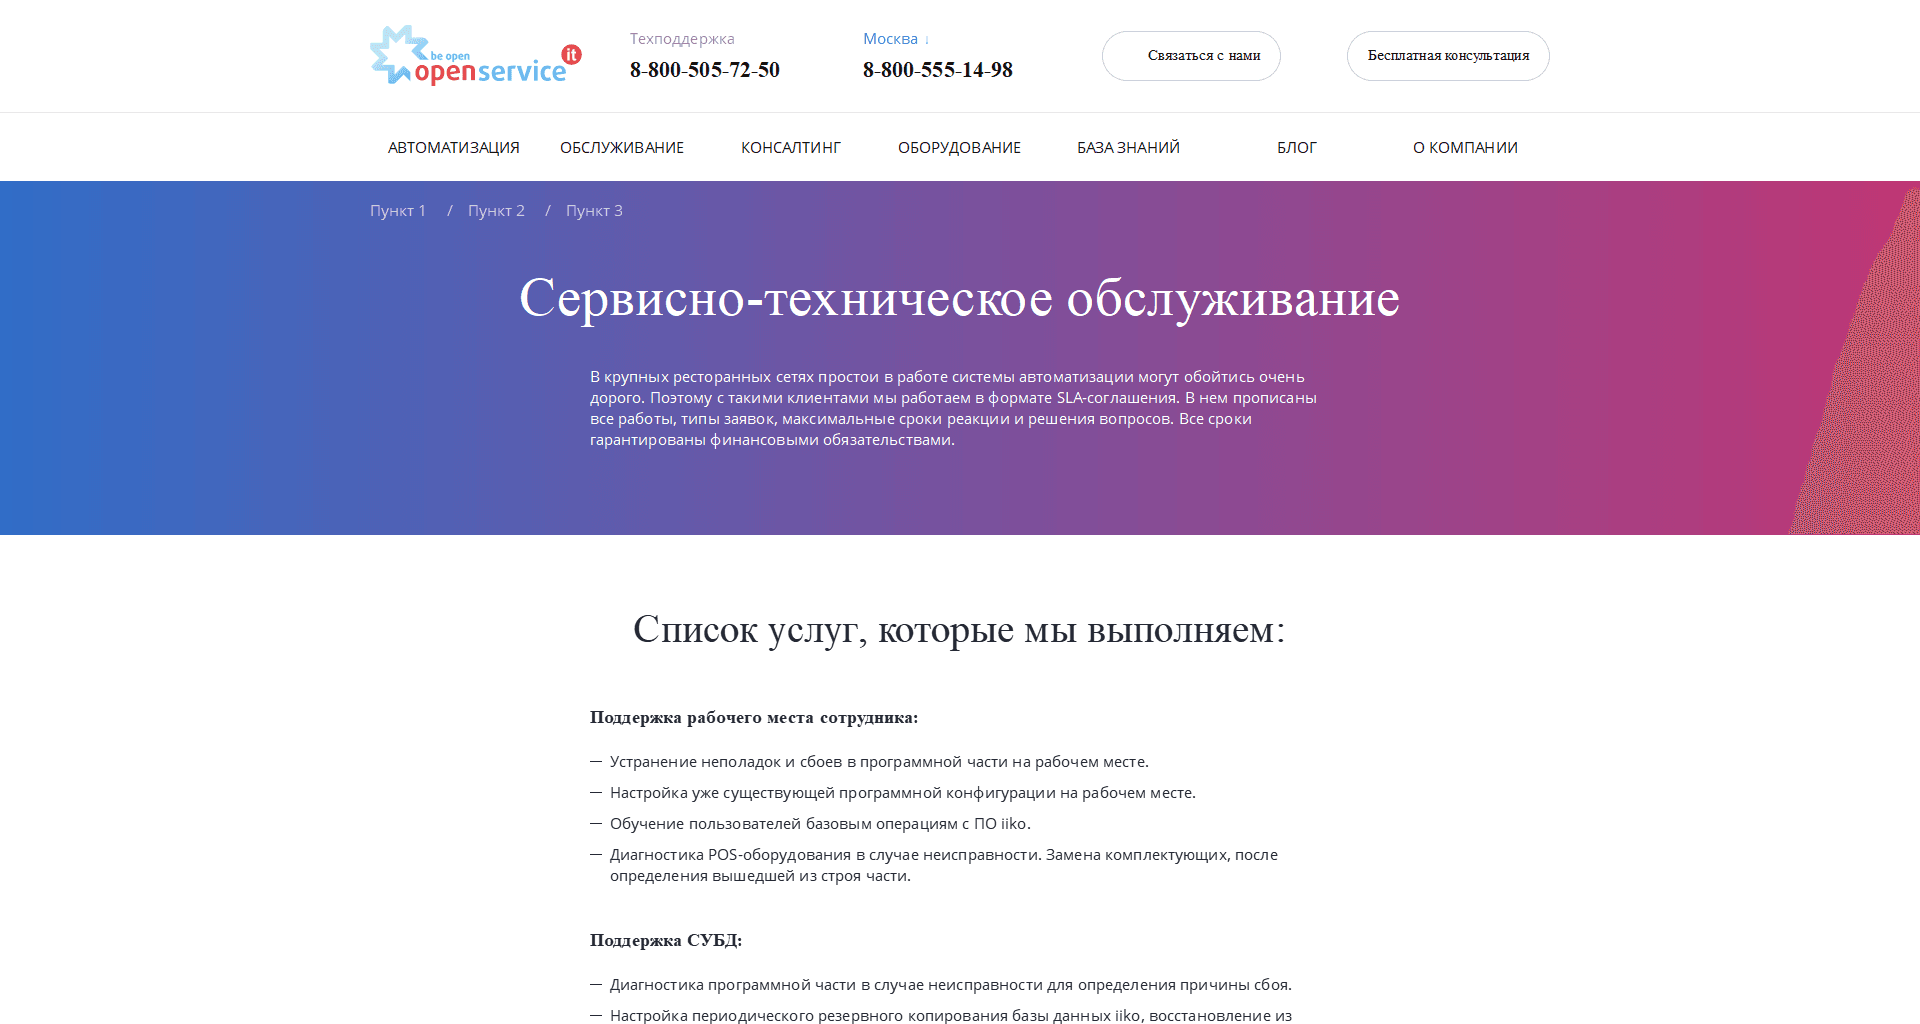 be open
openservice
it
Техподдержка
8-800-505-72-50
Москва ↓
8-800-555-14-98
Связаться с нами
Бесплатная консультация
АВТОМАТИЗАЦИЯ
ОБСЛУЖИВАНИЕ
КОНСАЛТИНГ
ОБОРУДОВАНИЕ
БАЗА ЗНАНИЙ
БЛОГ
О КОМПАНИИ
Пункт 1 / Пункт 2 / Пункт 3
Сервисно-техническое обслуживание
В крупных ресторанных сетях простои в работе системы автоматизации могут обойтись очень
дорого. Поэтому с такими клиентами мы работаем в формате SLA-соглашения. В нем прописаны
все работы, типы заявок, максимальные сроки реакции и решения вопросов. Все сроки
гарантированы финансовыми обязательствами.
Список услуг, которые мы выполняем:
Поддержка рабочего места сотрудника:
— Устранение неполадок и сбоев в программной части на рабочем месте.
— Настройка уже существующей программной конфигурации на рабочем месте.
— Обучение пользователей базовым операциям с ПО iiko.
— Диагностика POS-оборудования в случае неисправности. Замена комплектующих, после
определения вышедшей из строя части.
Поддержка СУБД:
— Диагностика программной части в случае неисправности для определения причины сбоя.
— Настройка периодического резервного копирования базы данных iiko, восстановление из